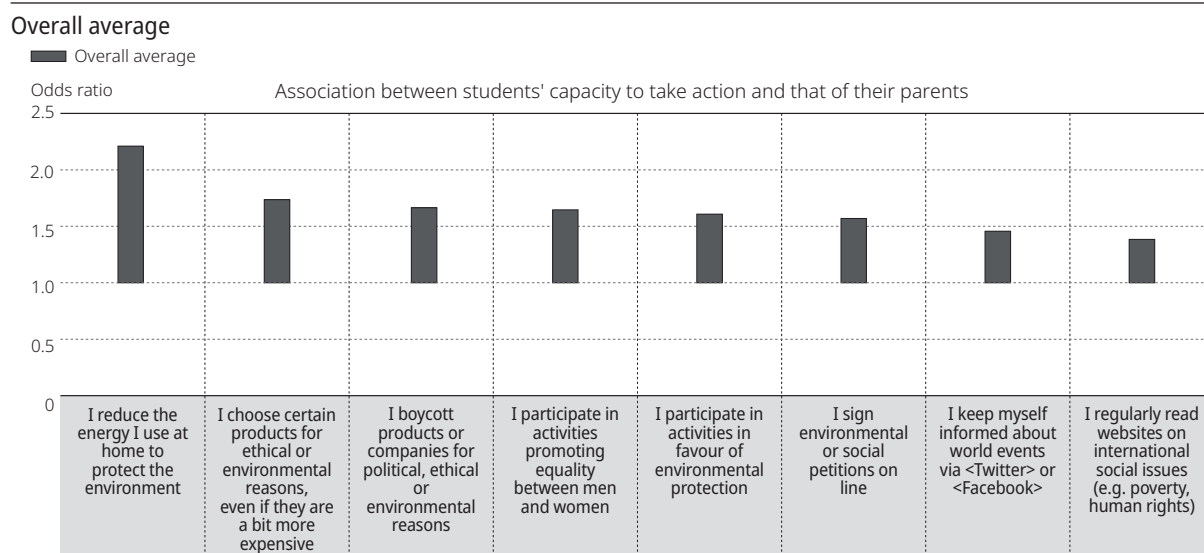 Overall average
Overall average
Odds ratio
Association between students' capacity to take action and that of their parents
2.5
2.0
1.5
1.0
0.5
0
I reduce the
energy I use at
home to
protect the
environment
I choose certain
products for
ethical or
environmental
reasons,
even if they are
a bit more
expensive
I boycott
products or
companies for
political, ethical
or
environmental
reasons
I participate in
activities
promoting
equality
between men
and women
I participate in
activities in
favour of
environmental
protection
I sign
environmental
or social
petitions on
line
I keep myself
informed about
world events
via <Twitter> or
<Facebook>
I regularly read
websites on
international
social issues
(e.g. poverty,
human rights)